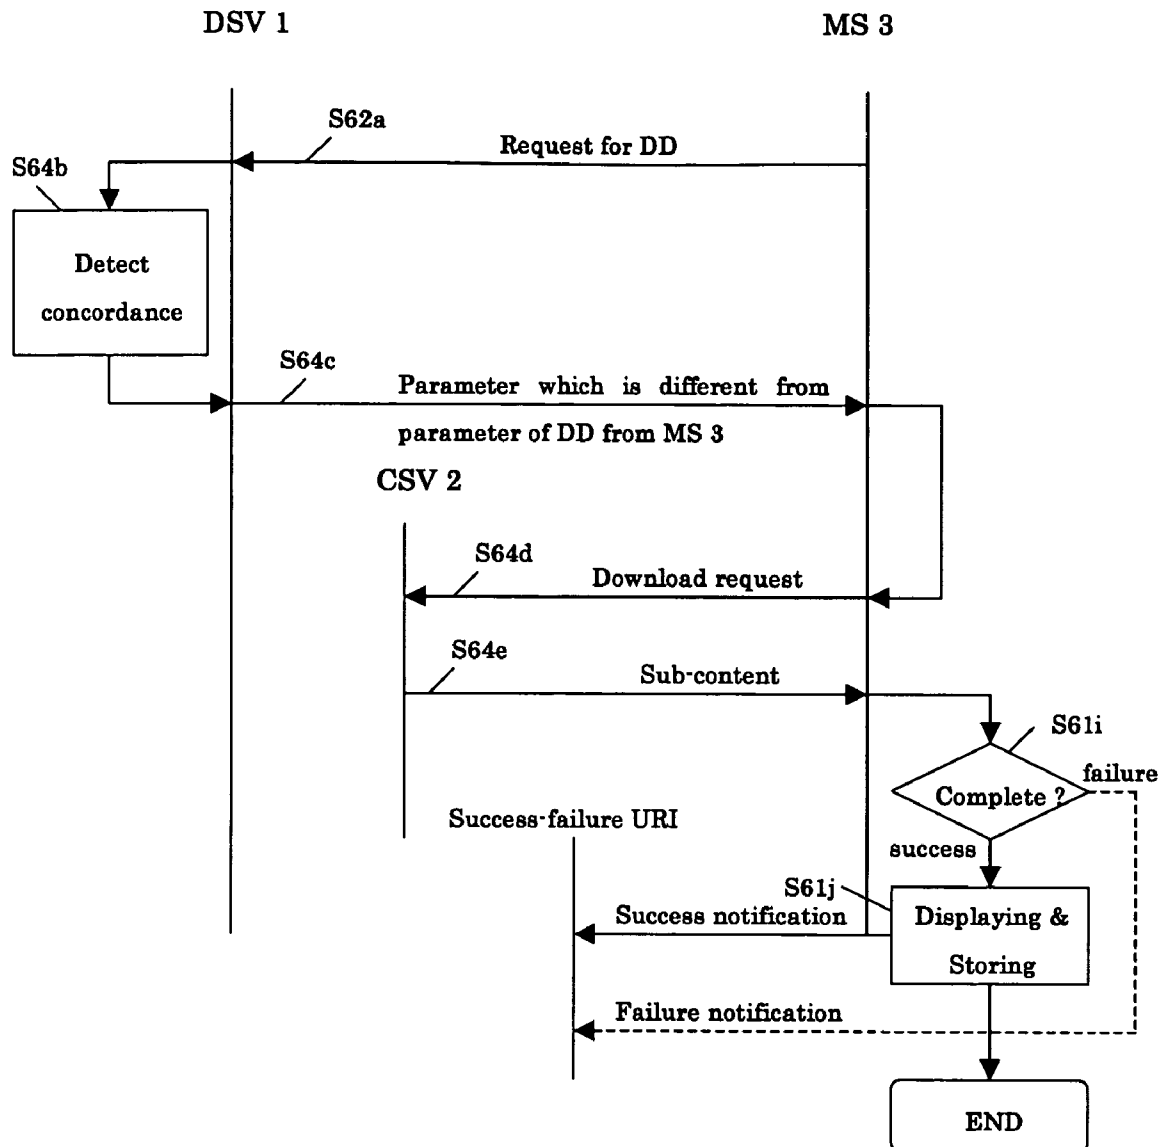 DSV 1
MS 3
S62a
Request for DD
S64b
Detect
concordance
S64c
Parameter which is different from
parameter of DD from MS 3
CSV 2
S64d
Download request
S64e
Sub-content
S61i
failure
Complete ?
Success-failure URI
success
S61j
Success notification
Displaying &
Storing
Failure notification
END